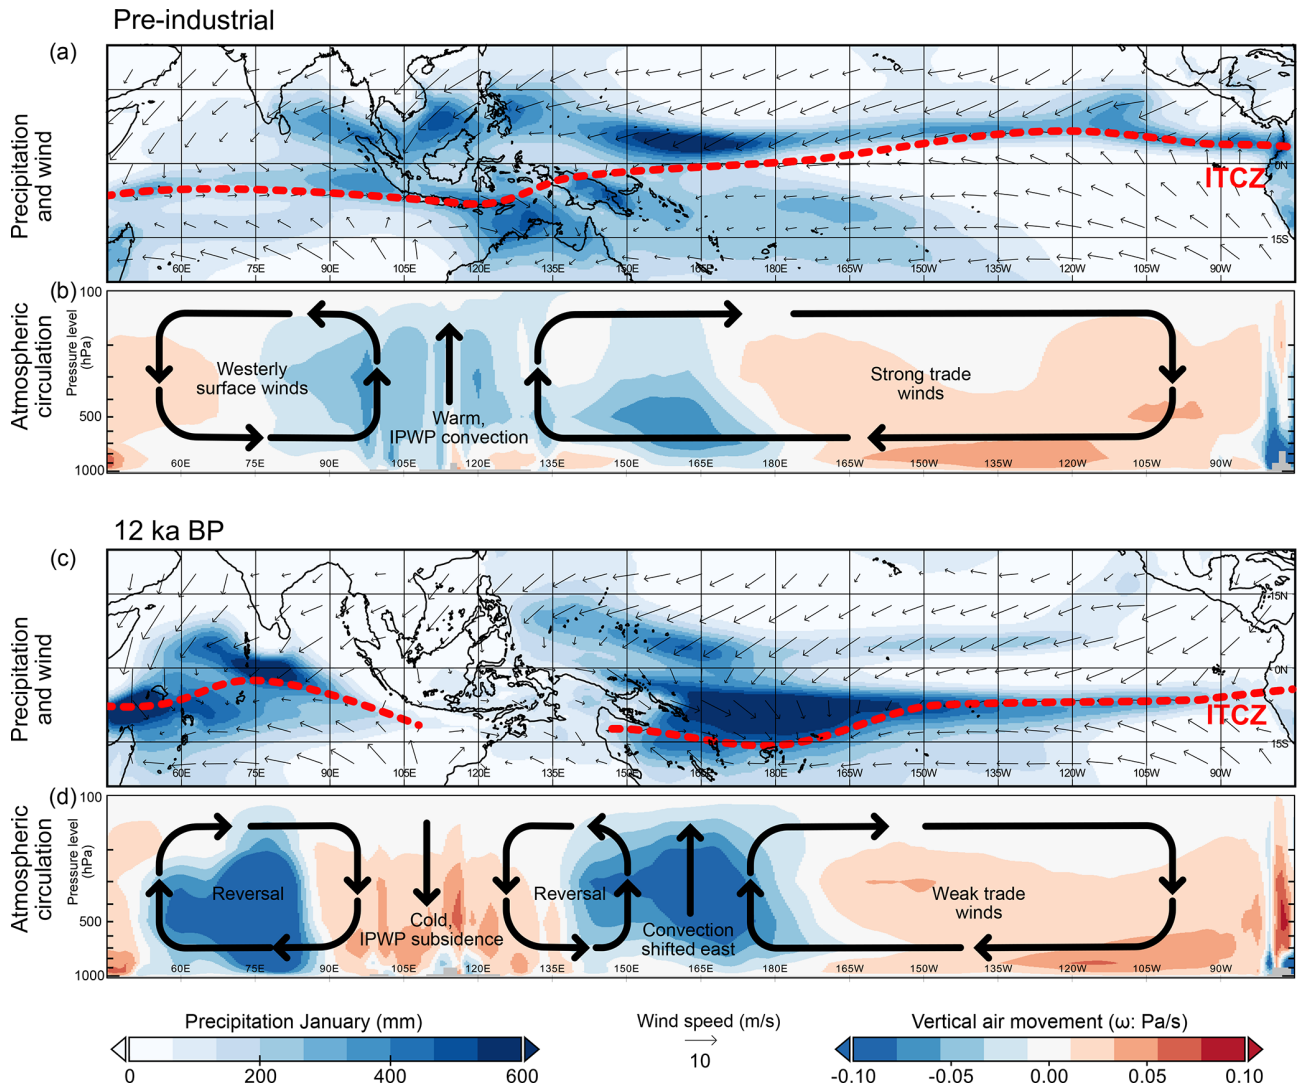 Pre-industrial
(a)
Precipitation
and wind
ITCZ
0N
15S
60E 75E 90E 105E 120E 135E 150E 165E 180E 165W 150W 135W 120W 105W 90W
(b)
Atmospheric
circulation
Pressure level
(hPa)
100
500
1000
Westerly
surface winds
Warm,
IPWP convection
Strong trade
winds
60E 75E 90E 105E 120E 135E 150E 165E 180E 165W 150W 135W 120W 105W 90W
12 ka BP
(c)
Precipitation
and wind
15N
0N
ITCZ
15S
60E 75E 90E 105E 120E 135E 150E 165E 180E 165W 150W 135W 120W 105W 90W
(d)
Atmospheric
circulation
Pressure level
(hPa)
100
500
1000
Reversal
Cold,
IPWP subsidence
Reversal
Convection
shifted east
Weak trade
winds
60E 75E 90E 105E 120E 135E 150E 165E 180E 165W 150W 135W 120W 105W 90W
Precipitation January (mm)
0 200 400 600
Wind speed (m/s)
10
Vertical air movement (ω: Pa/s)
-0.10 -0.05 0.00 0.05 0.10